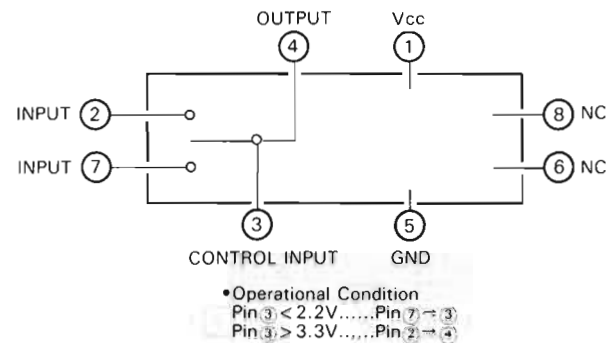 OUTPUT
Vcc
④
①
INPUT ②
⑧ NC
INPUT ⑦
⑥ NC
③
⑤
CONTROL INPUT
GND
•Operational Condition
Pin③<2.2V......Pin⑦→③
Pin③>3.3V......Pin②→④